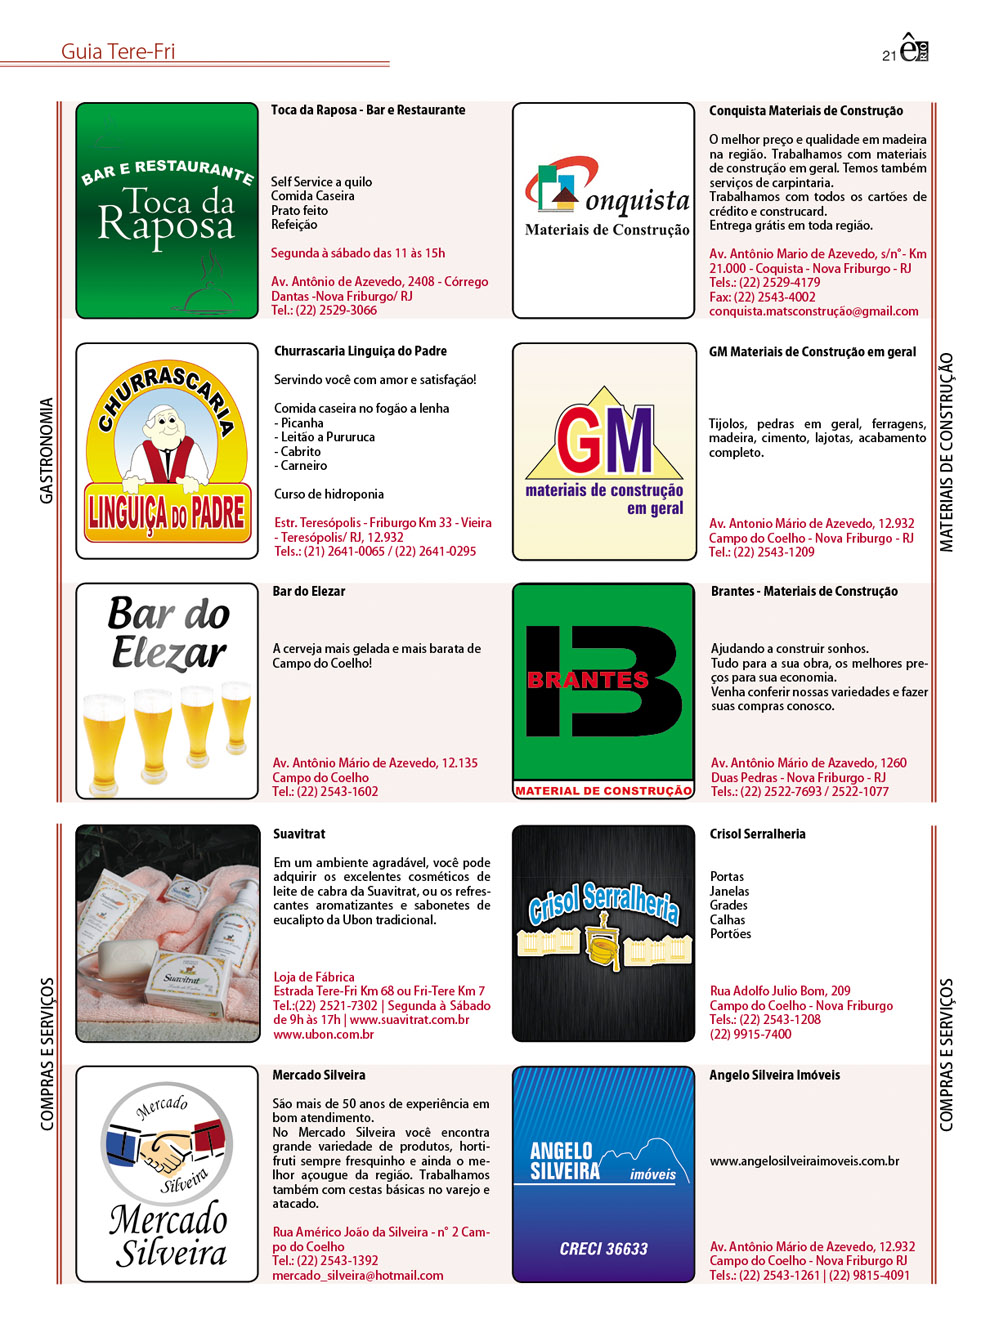 Guia Tere-Fri
21 ê RIO
GASTRONOMIA
BAR E RESTAURANTE
Toca da
Raposa
Toca da Raposa - Bar e Restaurante
Self Service a quilo
Comida Caseira
Prato feito
Refeição
Segunda à sábado das 11 às 15h
Av. Antônio de Azevedo, 2408 - Córrego
Dantas -Nova Friburgo/ RJ
Tel.: (22) 2529-3066
CHURRASCARIA
LINGUIÇA DO PADRE
Churrascaria Linguiça do Padre
Servindo você com amor e satisfação!
Comida caseira no fogão a lenha
- Picanha
- Leitão a Pururuca
- Cabrito
- Carneiro
Curso de hidroponia
Estr. Teresópolis - Friburgo Km 33 - Vieira
- Teresópolis/ RJ, 12.932
Tels.: (21) 2641-0065 / (22) 2641-0295
Bar do
Elezar
Bar do Elezar
A cerveja mais gelada e mais barata de
Campo do Coelho!
Av. Antônio Mário de Azevedo, 12.135
Campo do Coelho
Tel.: (22) 2543-1602
MATERIAIS DE CONSTRUÇÃO
Conquista
Materiais de Construção
Conquista Materiais de Construção
O melhor preço e qualidade em madeira
na região. Trabalhamos com materiais
de construção em geral. Temos também
serviços de carpintaria.
Trabalhamos com todos os cartões de
crédito e construcard.
Entrega grátis em toda região.
Av. Antônio Mario de Azevedo, s/n°- Km
21.000 - Coquista - Nova Friburgo - RJ
Tels.: (22) 2529-4179
Fax: (22) 2543-4002
conquista.matsconstrução@gmail.com
GM
materiais de construção
em geral
GM Materiais de Construção em geral
Tijolos, pedras em geral, ferragens,
madeira, cimento, lajotas, acabamento
completo.
Av. Antonio Mário de Azevedo, 12.932
Campo do Coelho - Nova Friburgo - RJ
Tel.: (22) 2543-1209
B
BRANTES
MATERIAL DE CONSTRUÇÃO
Brantes - Materiais de Construção
Ajudando a construir sonhos.
Tudo para a sua obra, os melhores pre-
ços para sua economia.
Venha conferir nossas variedades e fazer
suas compras conosco.
Av. Antônio Mário de Azavedo, 1260
Duas Pedras - Nova Friburgo - RJ
Tels.: (22) 2522-7693 / 2522-1077
COMPRAS E SERVIÇOS
Suavitrat
Suavitrat
Em um ambiente agradável, você pode
adquirir os excelentes cosméticos de
leite de cabra da Suavitrat, ou os refres-
cantes aromatizantes e sabonetes de
eucalipto da Ubon tradicional.
Loja de Fábrica
Estrada Tere-Fri Km 68 ou Fri-Tere Km 7
Tel.:(22) 2521-7302 | Segunda à Sábado
de 9h às 17h | www.suavitrat.com.br
www.ubon.com.br
Mercado
Silveira
Mercado
Silveira
Mercado Silveira
São mais de 50 anos de experiência em
bom atendimento.
No Mercado Silveira você encontra
grande variedade de produtos, horti-
fruti sempre fresquinho e ainda o me-
lhor açougue da região. Trabalhamos
também com cestas básicas no varejo e
atacado.
Rua Américo João da Silveira - n° 2 Cam-
po do Coelho
Tel.: (22) 2543-1392
mercado_silveira@hotmail.com
COMPRAS E SERVIÇOS
Crisol Serralheria
Crisol Serralheria
Portas
Janelas
Grades
Calhas
Portões
Rua Adolfo Julio Bom, 209
Campo do Coelho - Nova Friburgo
Tels.: (22) 2543-1208
(22) 9915-7400
ANGELO
SILVEIRA imóveis
CRECI 36633
Angelo Silveira Imóveis
www.angelosilveiraimoveis.com.br
Av. Antônio Mário de Azevedo, 12.932
Campo do Coelho - Nova Friburgo RJ
Tels.: (22) 2543-1261 | (22) 9815-4091